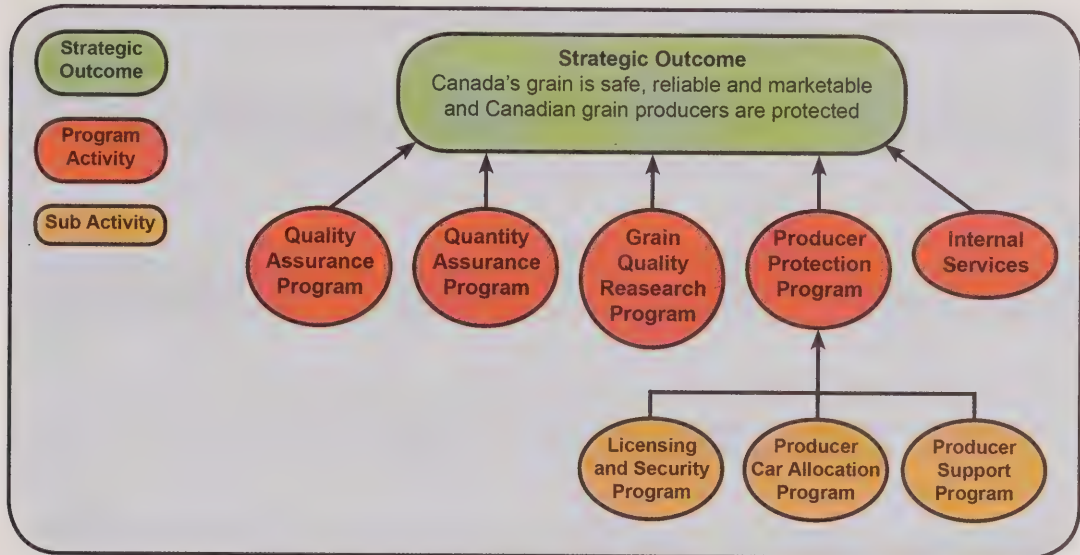 Strategic
Outcome
Program
Activity
Sub Activity
Strategic Outcome
Canada's grain is safe, reliable and marketable
and Canadian grain producers are protected
Quality
Assurance
Program
Quantity
Assurance
Program
Grain
Quality
Reasearch
Program
Producer
Protection
Program
Internal
Services
Licensing
and Security
Program
Producer
Car Allocation
Program
Producer
Support
Program